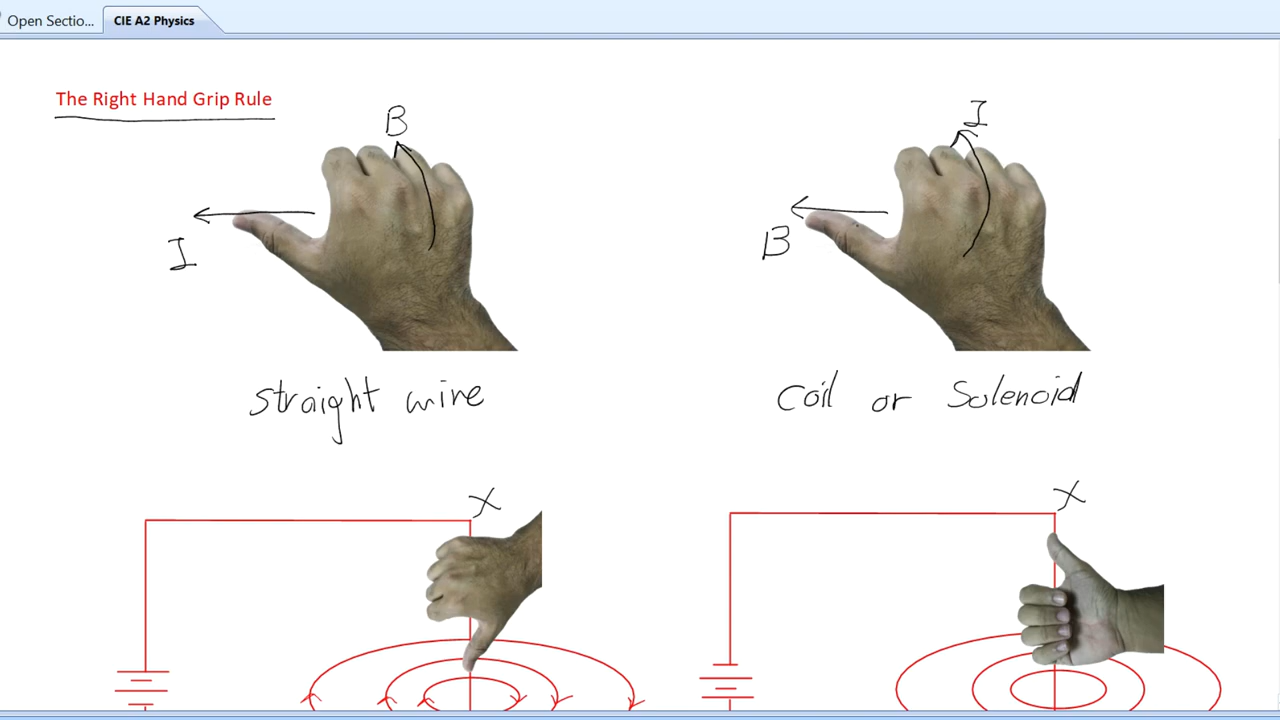 Open Sectio...
CIE A2 Physics
The Right Hand Grip Rule
B
I
I
B
Straight wire
Coil or Solenoid
X
X